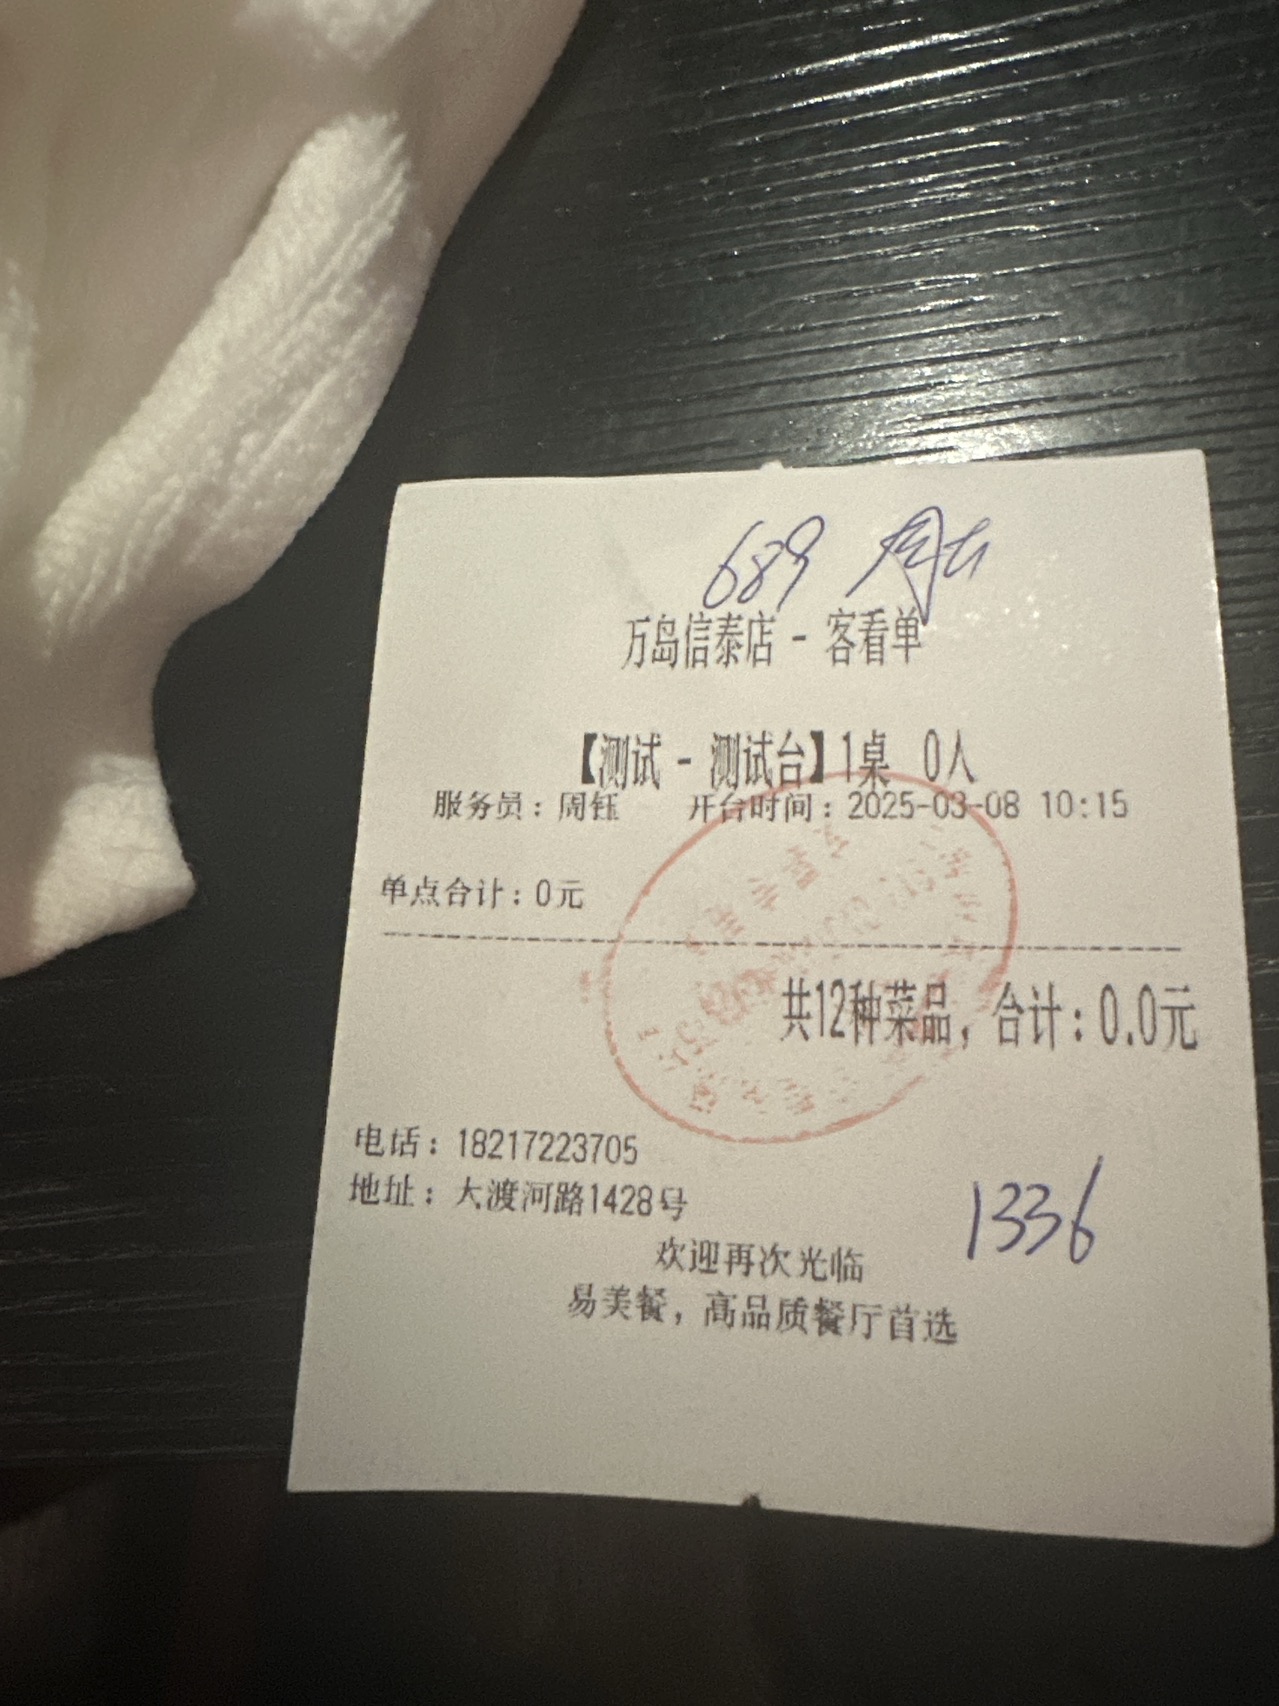 689
万岛信泰店 - 客看单
【测试 - 测试台】1桌 0人
服务员：周钰 开台时间：2025-03-08 10:15
单点合计：0元
共12种菜品，合计：0.0元
电话：18217223705
地址：大渡河路1428号
1336
欢迎再次光临
易美餐，高品质餐厅首选